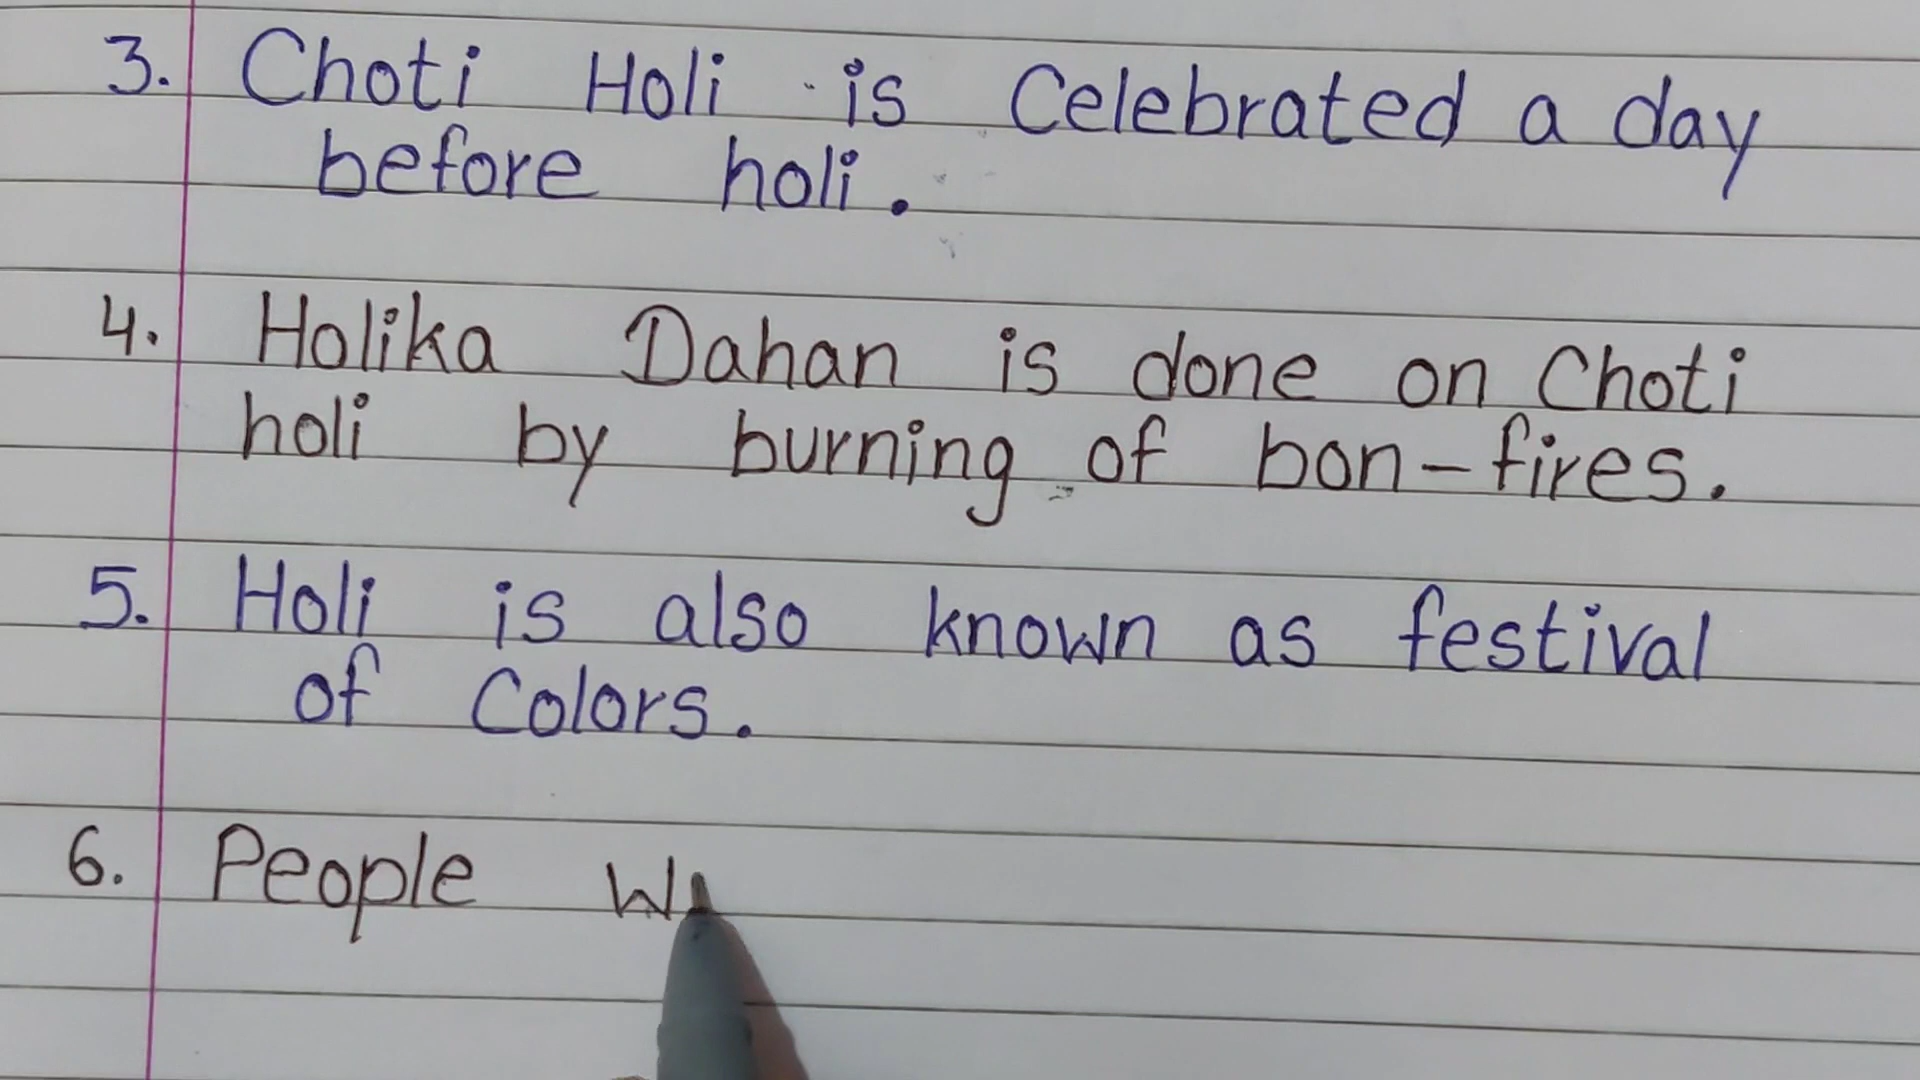 3. Choti Holi is Celebrated a day
before holi.
4. Holika Dahan is done on Choti
holi by burning of bon-fires.
5. Holi is also known as festival
of Colors.
6. People